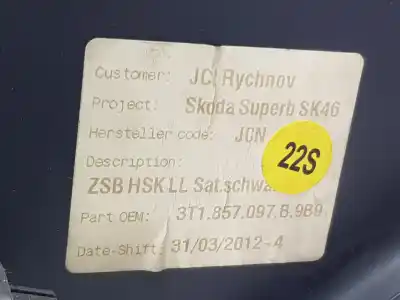 Customer: JCI Rychnov
Project: Skoda Superb SK46
Hersteller code: JCN
22S
Description:
ZSB HSK LL Sat.schwa
Part OEM: 3T1.857.097.B.9B9
Date-Shift: 31/03/2012-4